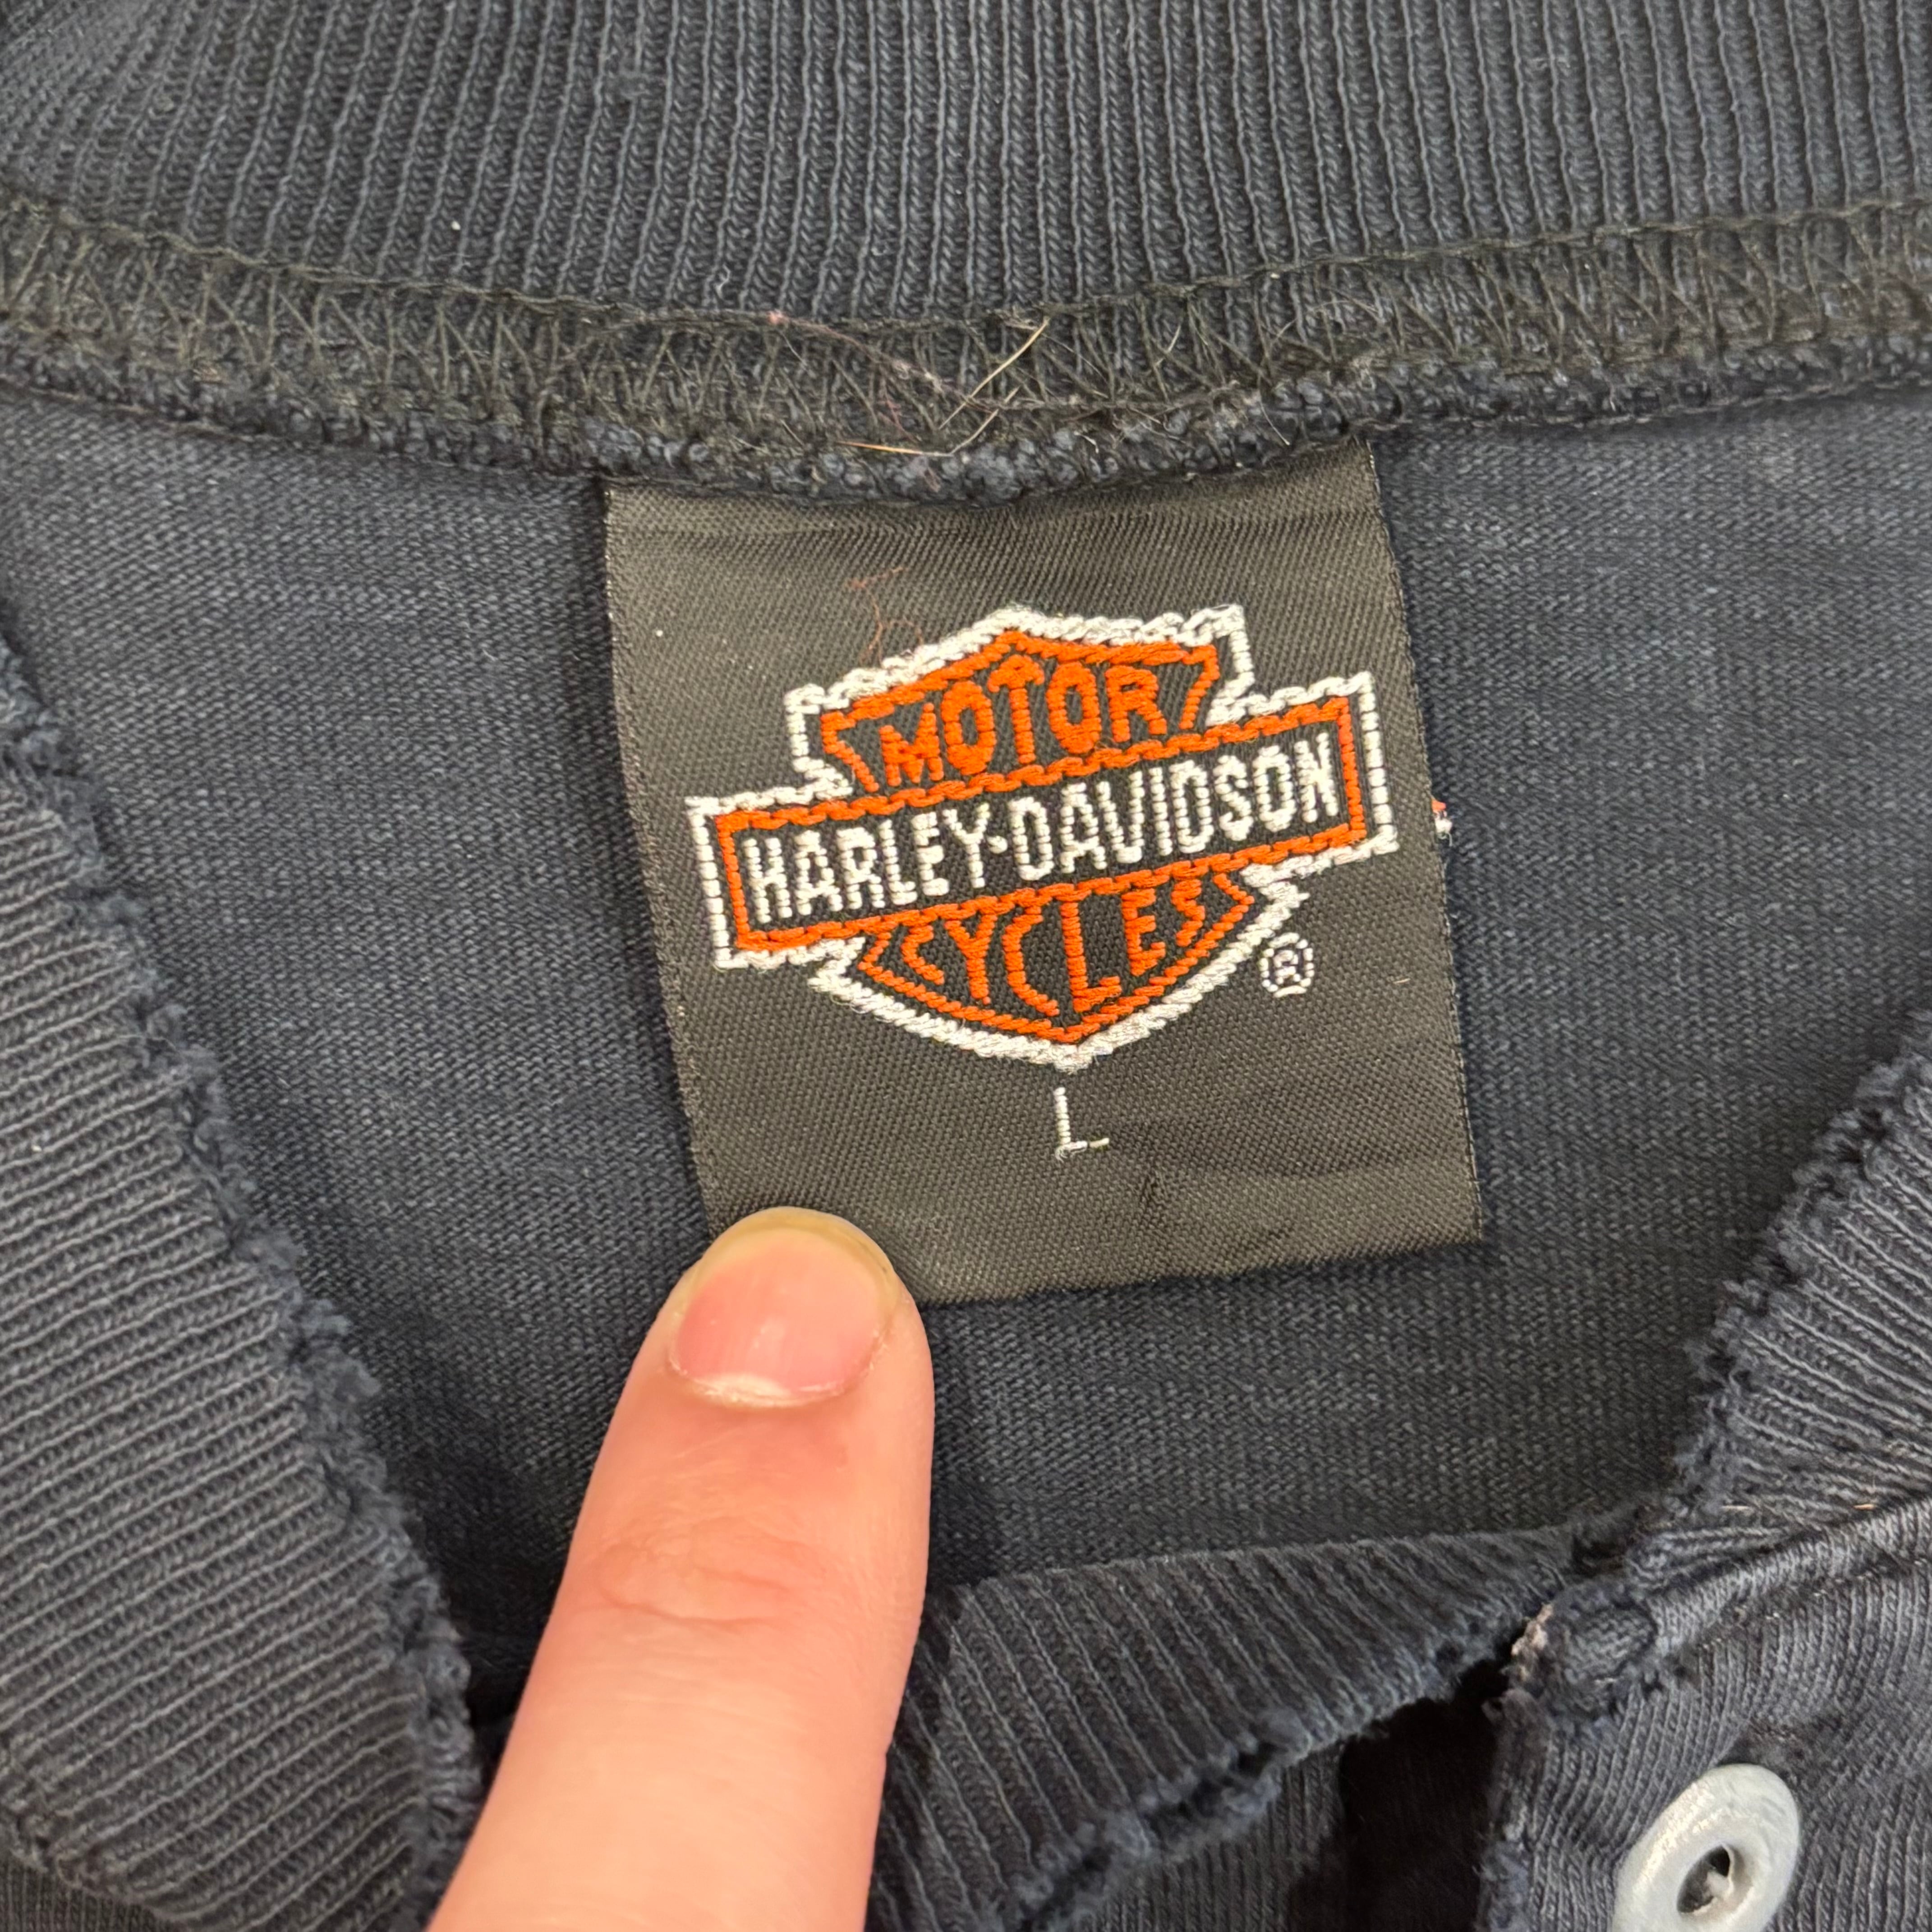 MOTOR
HARLEY-DAVIDSON
CYCLES
®
L